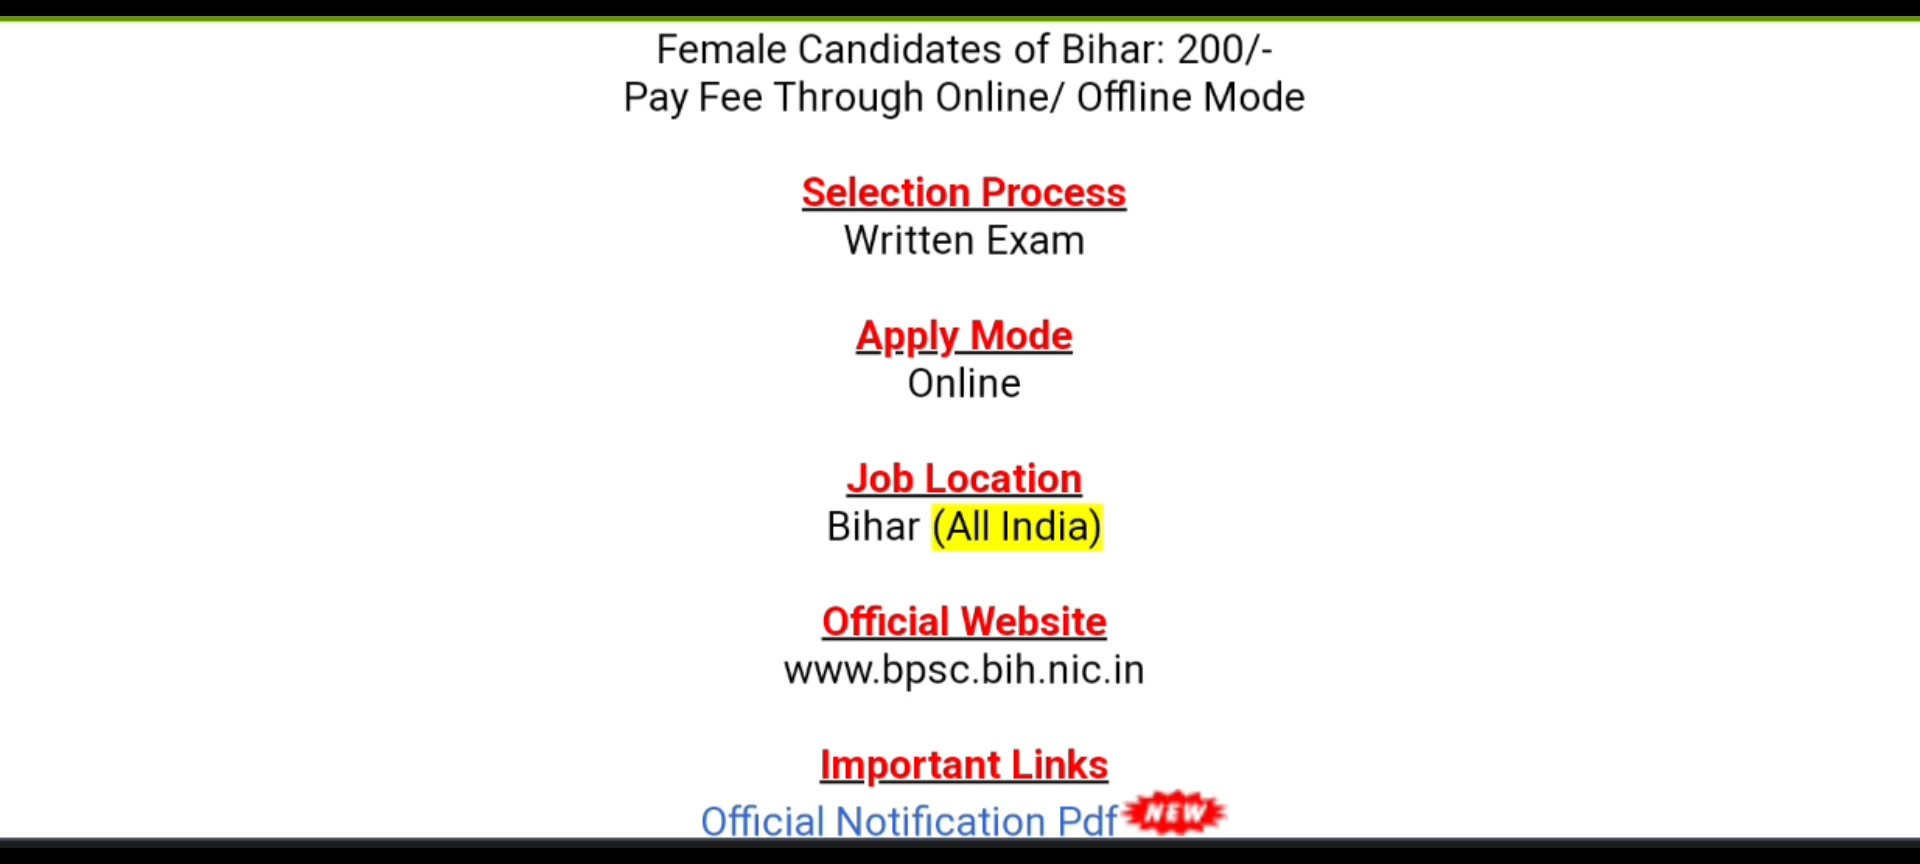 Female Candidates of Bihar: 200/-
Pay Fee Through Online/ Offline Mode
Selection Process
Written Exam
Apply Mode
Online
Job Location
Bihar (All India)
Official Website
www.bpsc.bih.nic.in
Important Links
Official Notification Pdf NEW